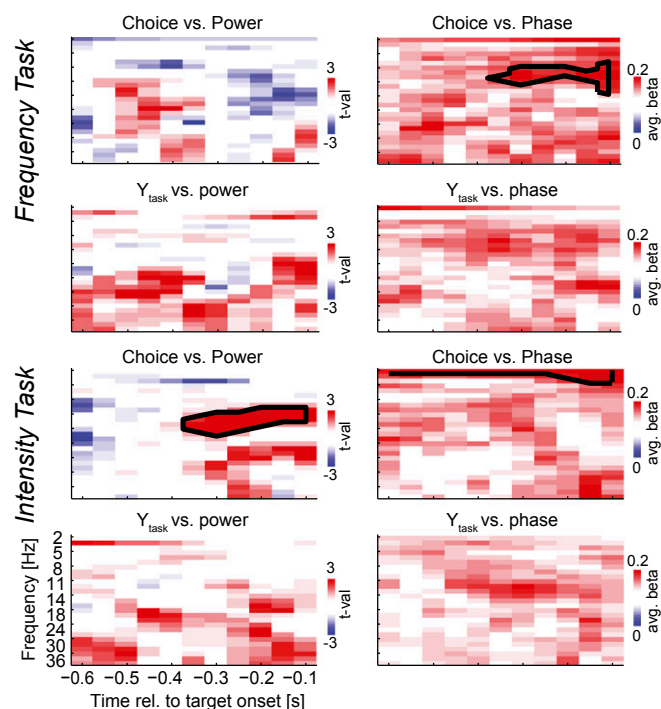 Frequency Task
Choice vs. Power
3
t-val
-3
Choice vs. Phase
0.2
avg. beta
0
Y_task vs. power
3
t-val
-3
Y_task vs. phase
0.2
avg. beta
0
Intensity Task
Choice vs. Power
3
t-val
-3
Choice vs. Phase
0.2
avg. beta
0
Y_task vs. power
Frequency [Hz]
2
5
8
11
14
18
24
30
36
3
t-val
-3
−0.6 −0.5 −0.4 −0.3 −0.2 −0.1
Time rel. to target onset [s]
Y_task vs. phase
0.2
avg. beta
0